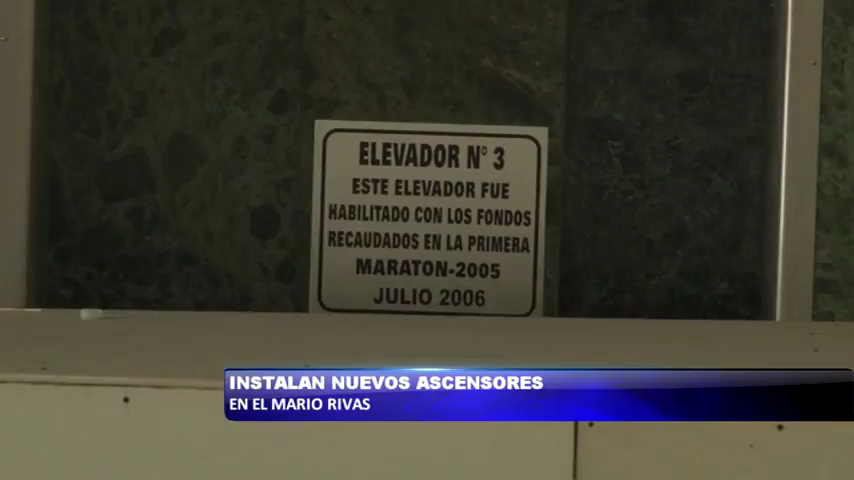 ELEVADOR N° 3
ESTE ELEVADOR FUE
HABILITADO CON LOS FONDOS
RECAUDADOS EN LA PRIMERA
MARATON-2005
JULIO 2006
INSTALAN NUEVOS ASCENSORES
EN EL MARIO RIVAS